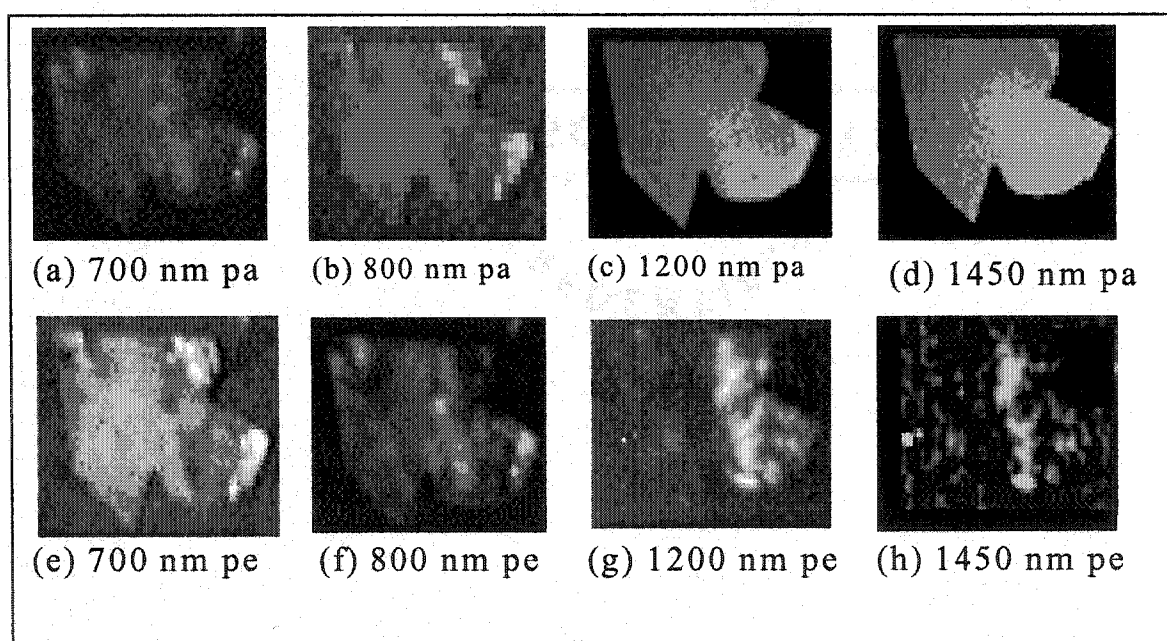 (a) 700 nm pa
(b) 800 nm pa
(c) 1200 nm pa
(d) 1450 nm pa
(e) 700 nm pe
(f) 800 nm pe
(g) 1200 nm pe
(h) 1450 nm pe